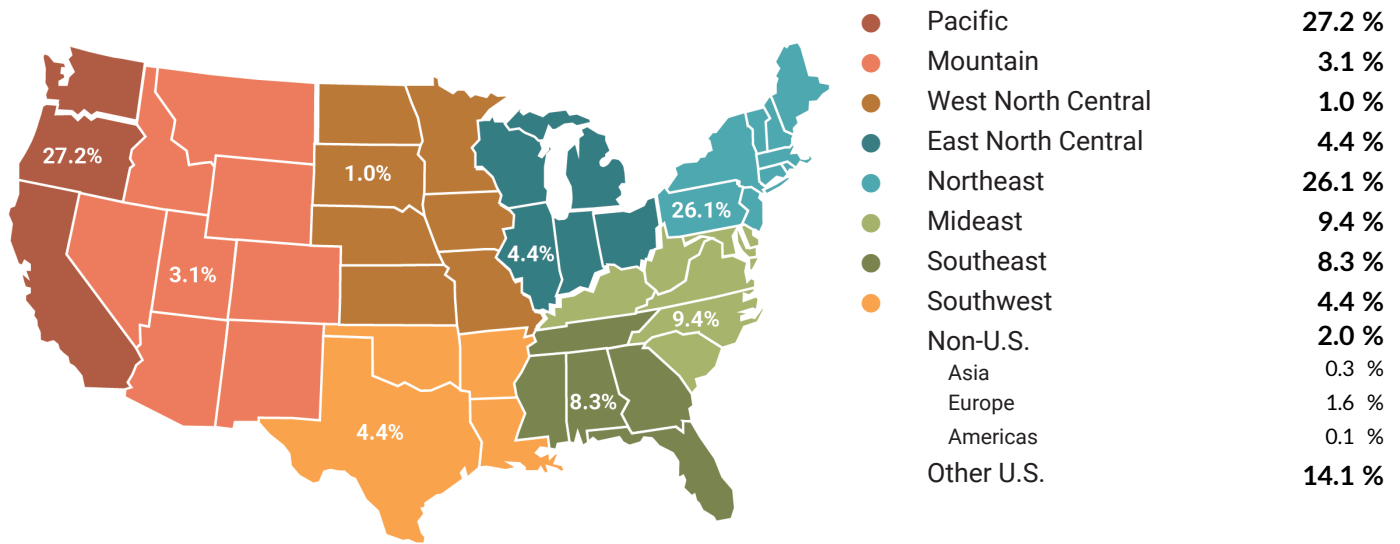 27.2%
3.1%
1.0%
4.4%
26.1%
9.4%
8.3%
4.4%
Pacific 27.2 %
Mountain 3.1 %
West North Central 1.0 %
East North Central 4.4 %
Northeast 26.1 %
Mideast 9.4 %
Southeast 8.3 %
Southwest 4.4 %
Non-U.S. 2.0 %
Asia 0.3 %
Europe 1.6 %
Americas 0.1 %
Other U.S. 14.1 %